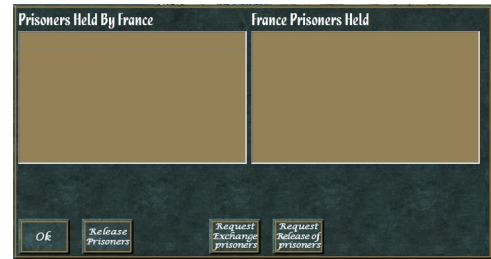 Prisoners Held By France
France Prisoners Held
Ok
Release
Prisoners
Request
Exchange
prisoners
Request
Release of
prisoners